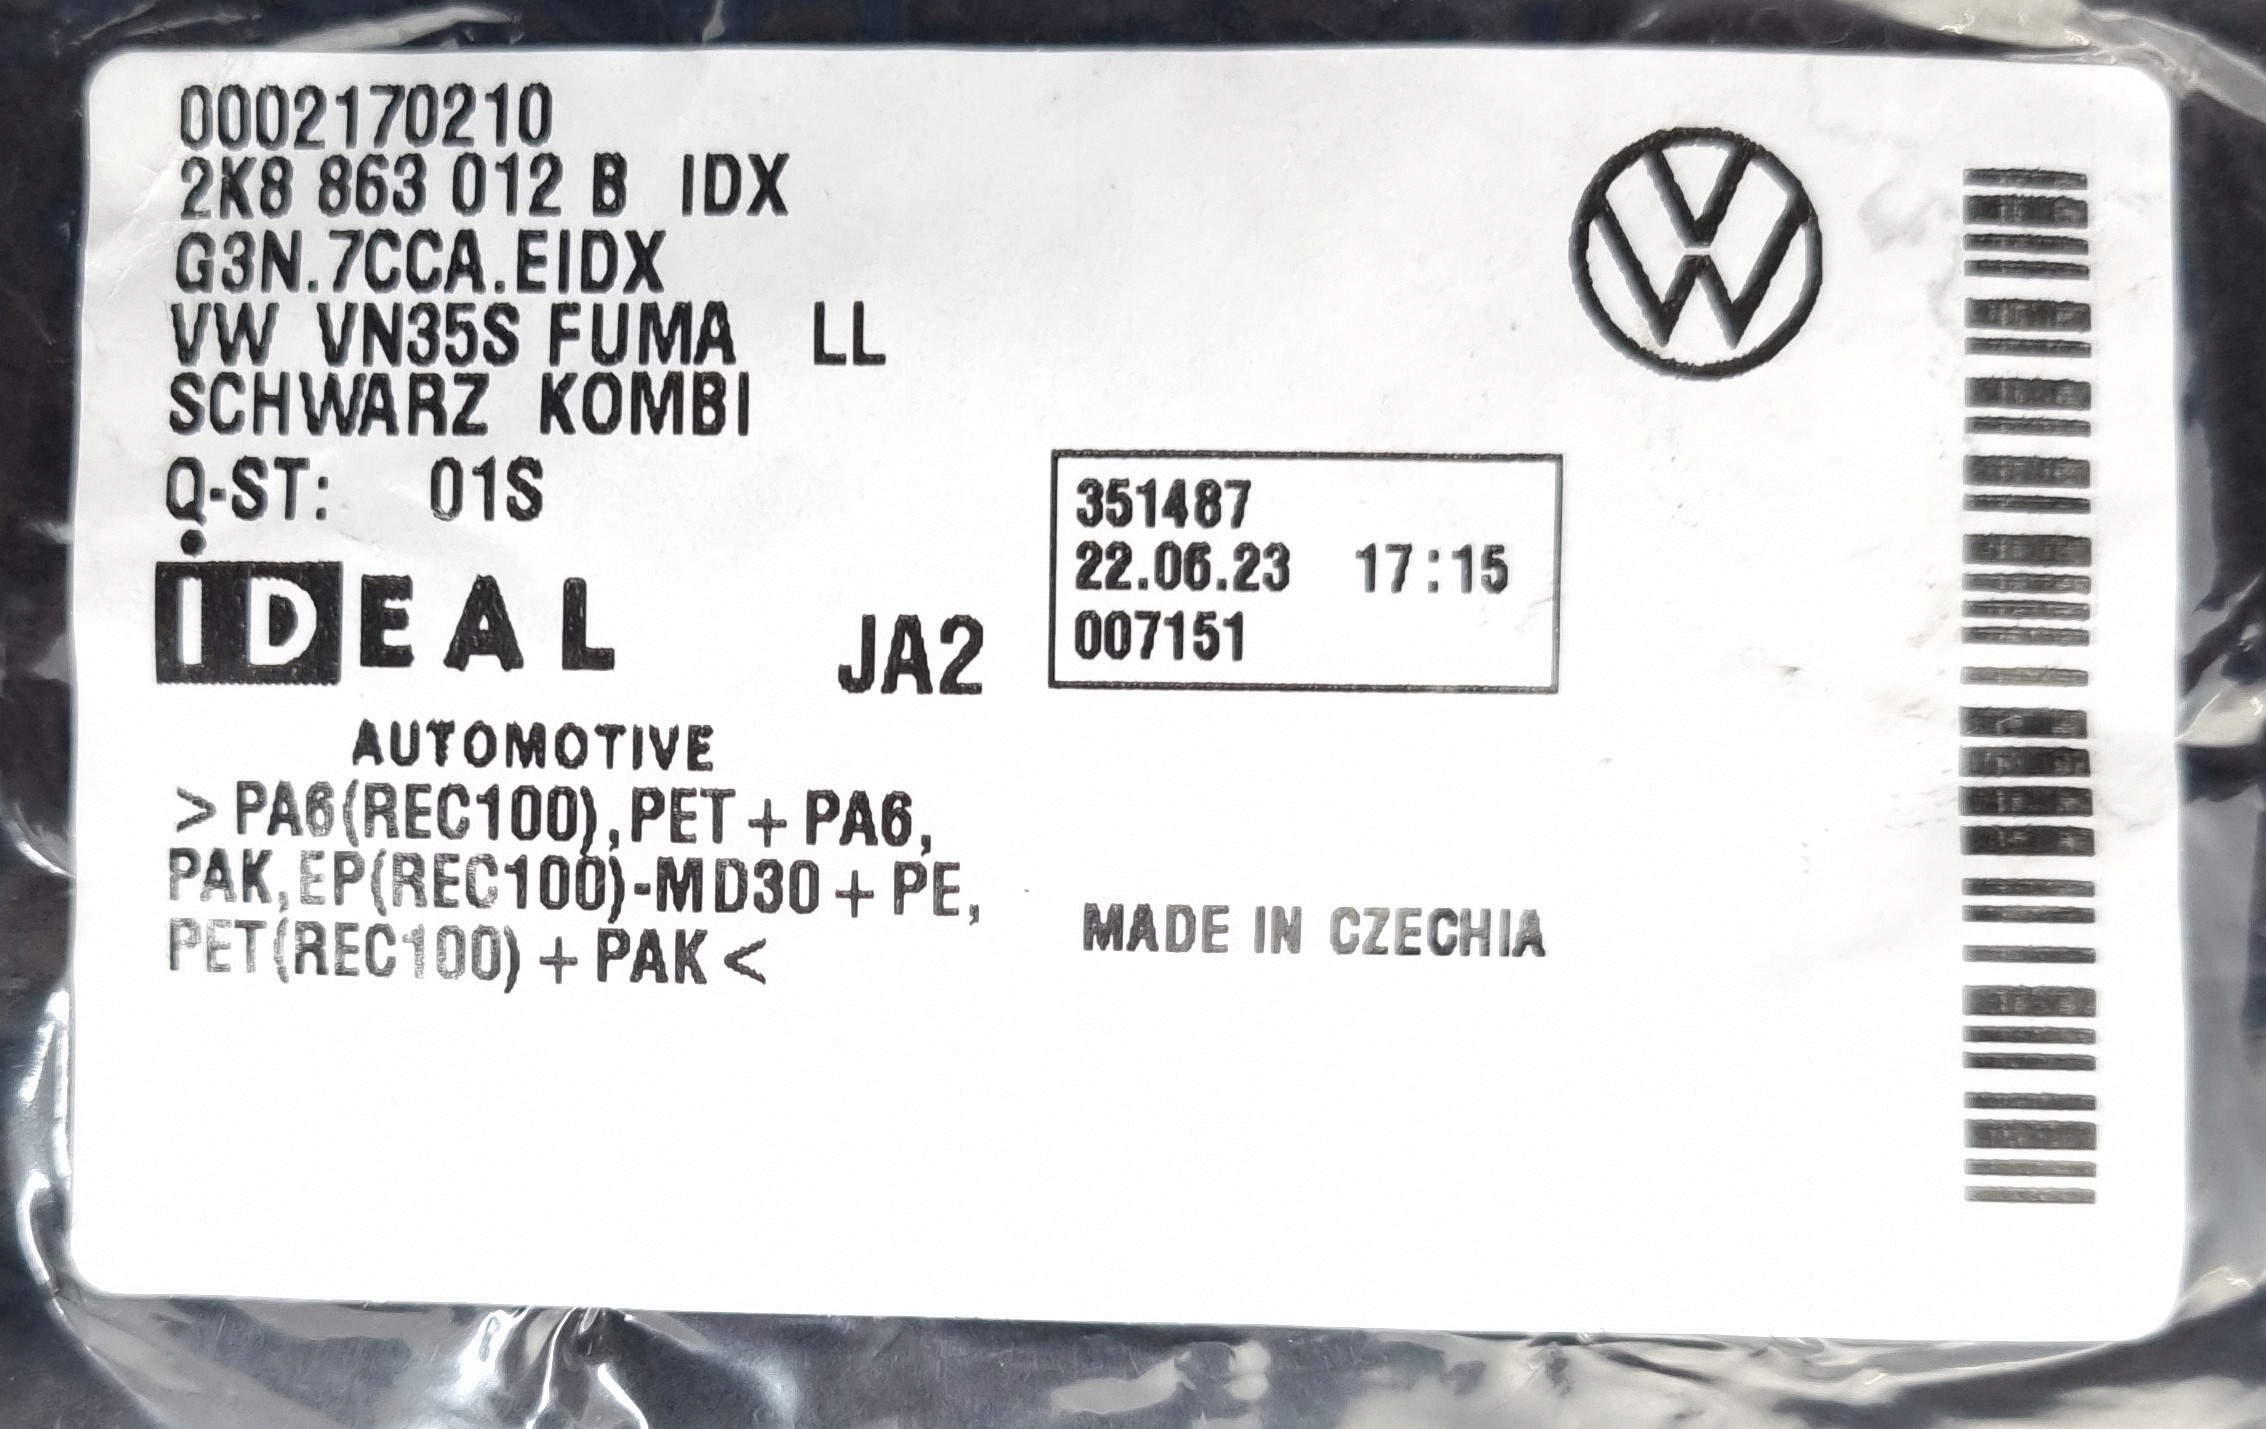 0002170210
2K8 863 012 B IDX
G3N.7CCA.EIDX
VW VN35S FUMA LL
SCHWARZ KOMBI
Q-ST: 01S
351487
22.06.23 17:15
007151
iDEAL
JA2
AUTOMOTIVE
>PA6(REC100),PET+PA6,
PAK,EP(REC100)-MD30+PE,
PET(REC100)+PAK<
MADE IN CZECHIA